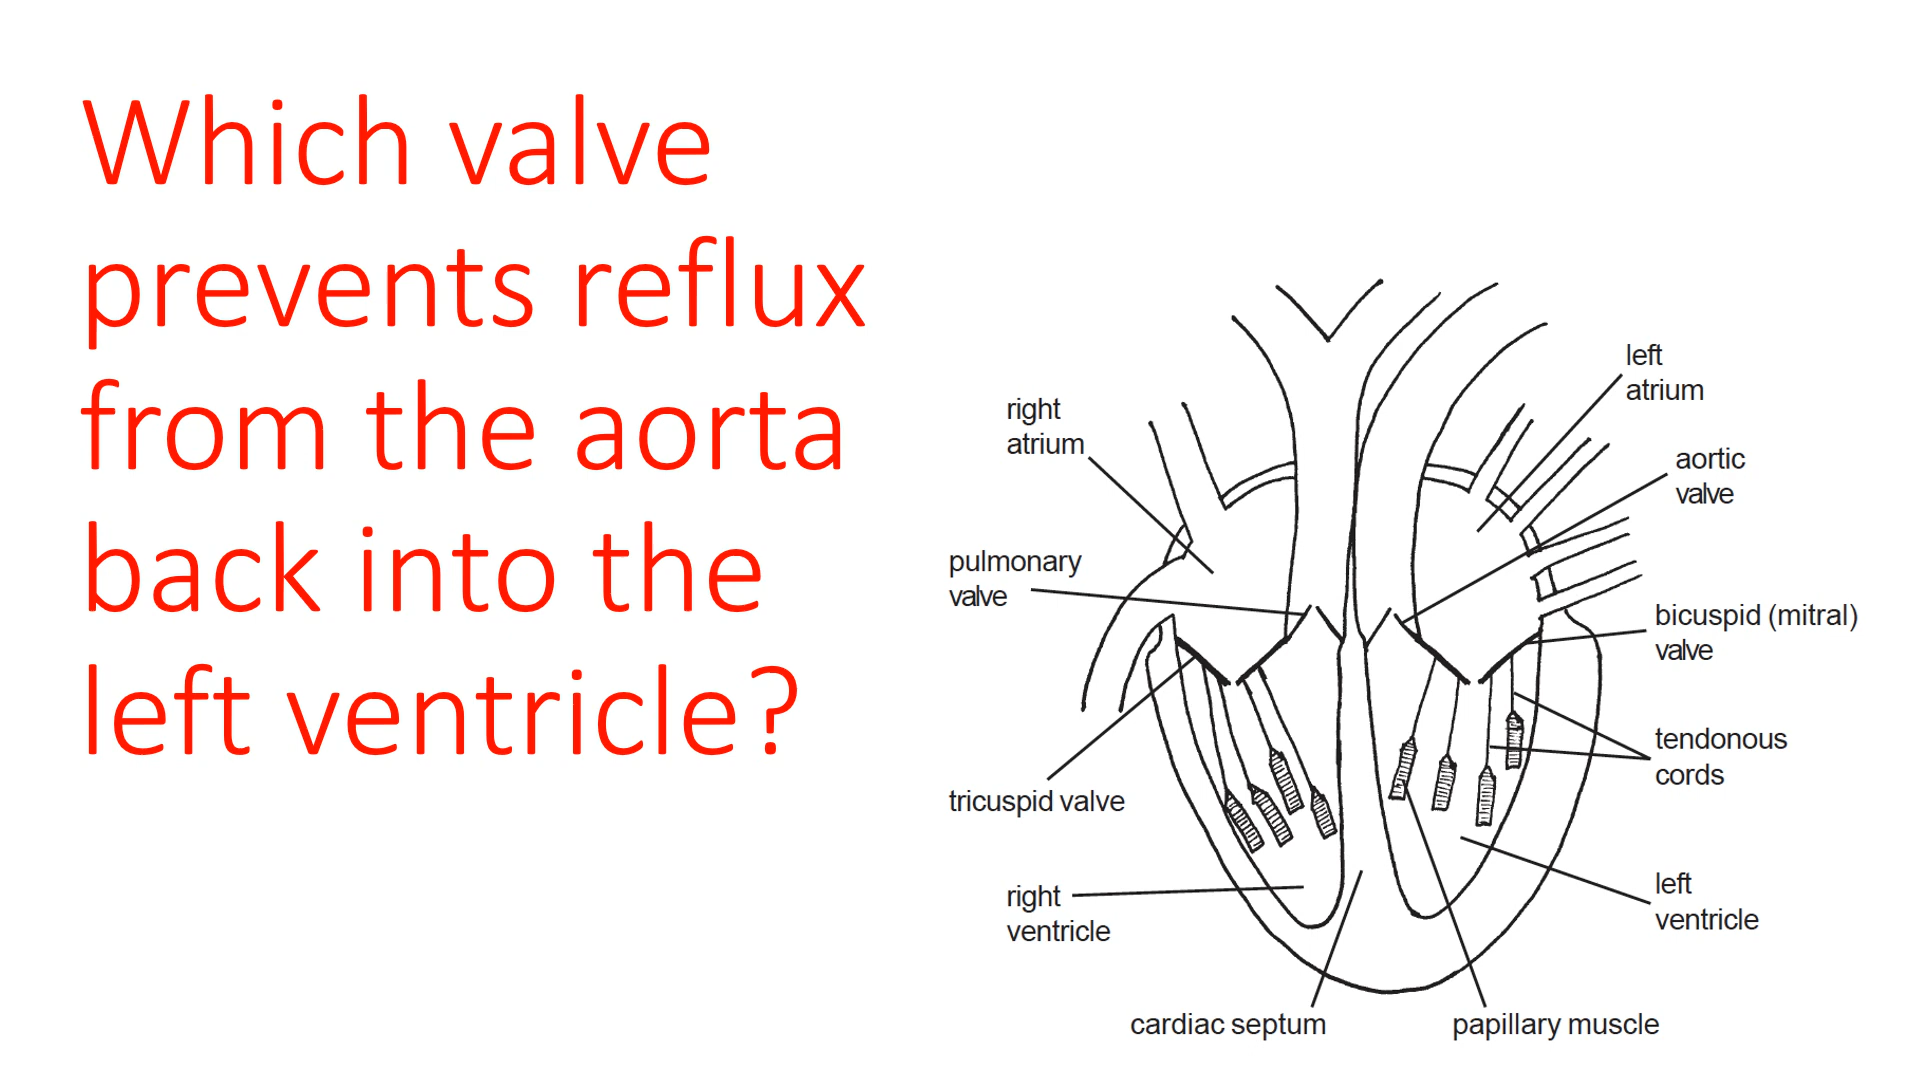 Which valve
prevents reflux
from the aorta
back into the
left ventricle?
left
atrium
right
atrium
aortic
valve
pulmonary
valve
bicuspid (mitral)
valve
tendonous
cords
tricuspid valve
left
ventricle
right
ventricle
cardiac septum
papillary muscle